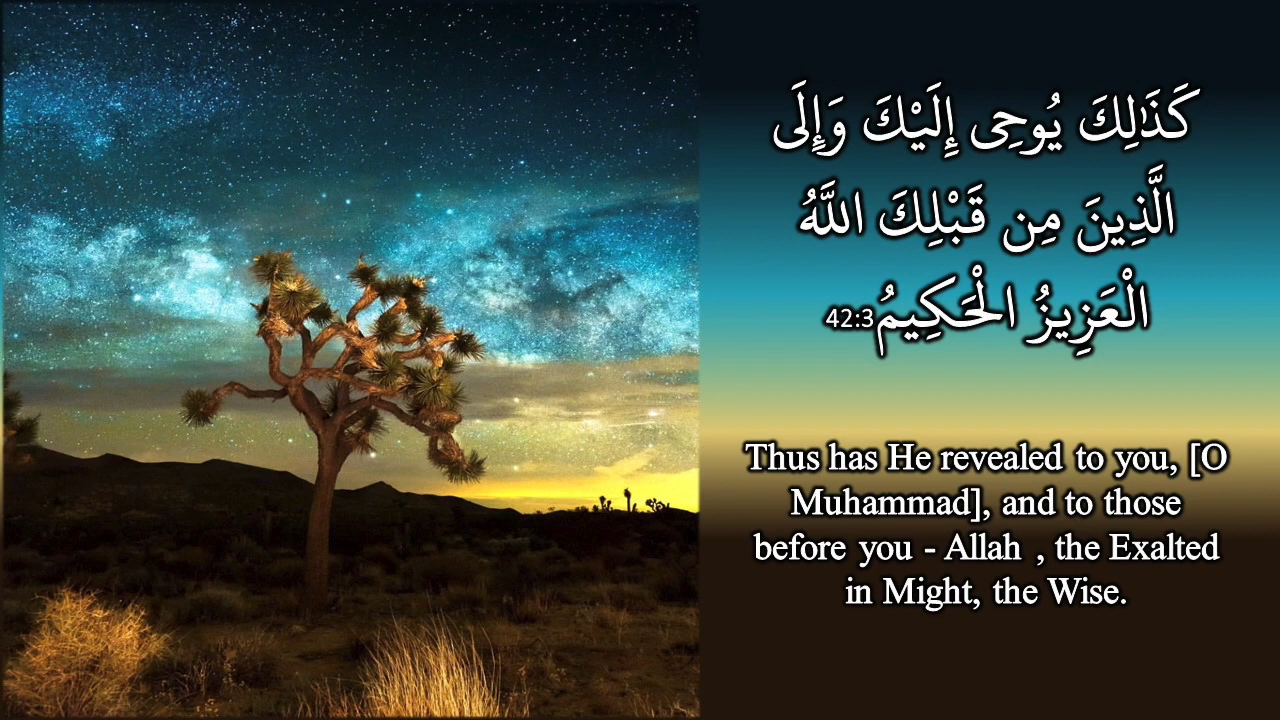 كَذَٰلِكَ يُوحِى إِلَيْكَ وَإِلَى
الَّذِينَ مِن قَبْلِكَ اللَّهُ
الْعَزِيزُ الْحَكِيمُ42:3
Thus has He revealed to you, [O
Muhammad], and to those
before you - Allah , the Exalted
in Might, the Wise.